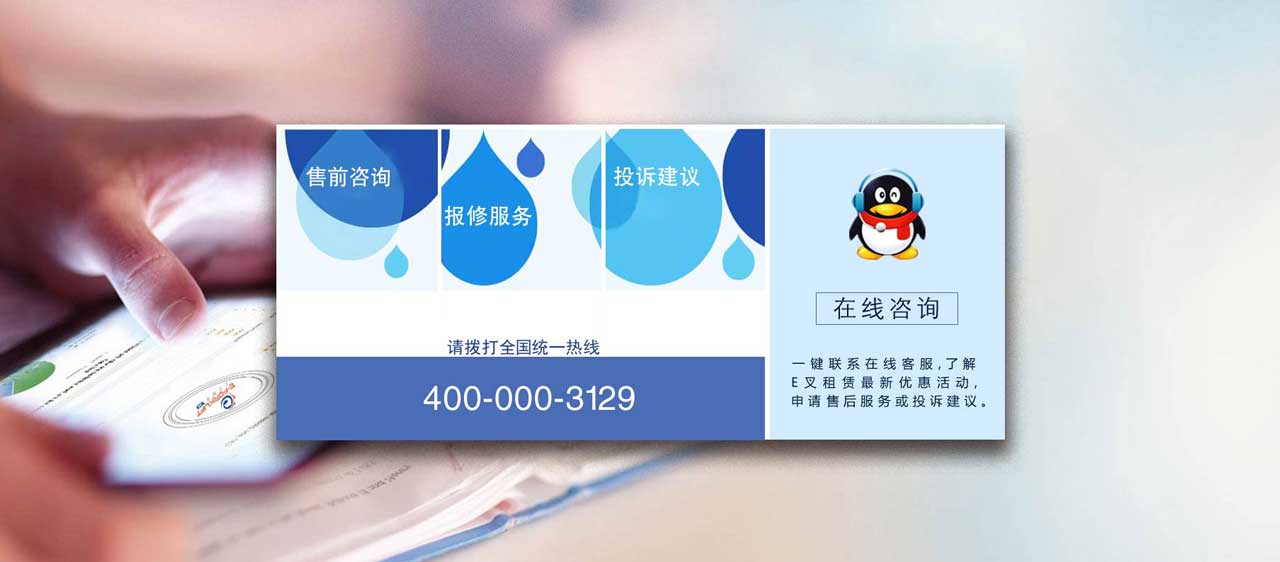 售前咨询
报修服务
投诉建议
请拨打全国统一热线
400-000-3129
在线咨询
一键联系在线客服,了解
E叉租赁最新优惠活动,
申请售后服务或投诉建议。